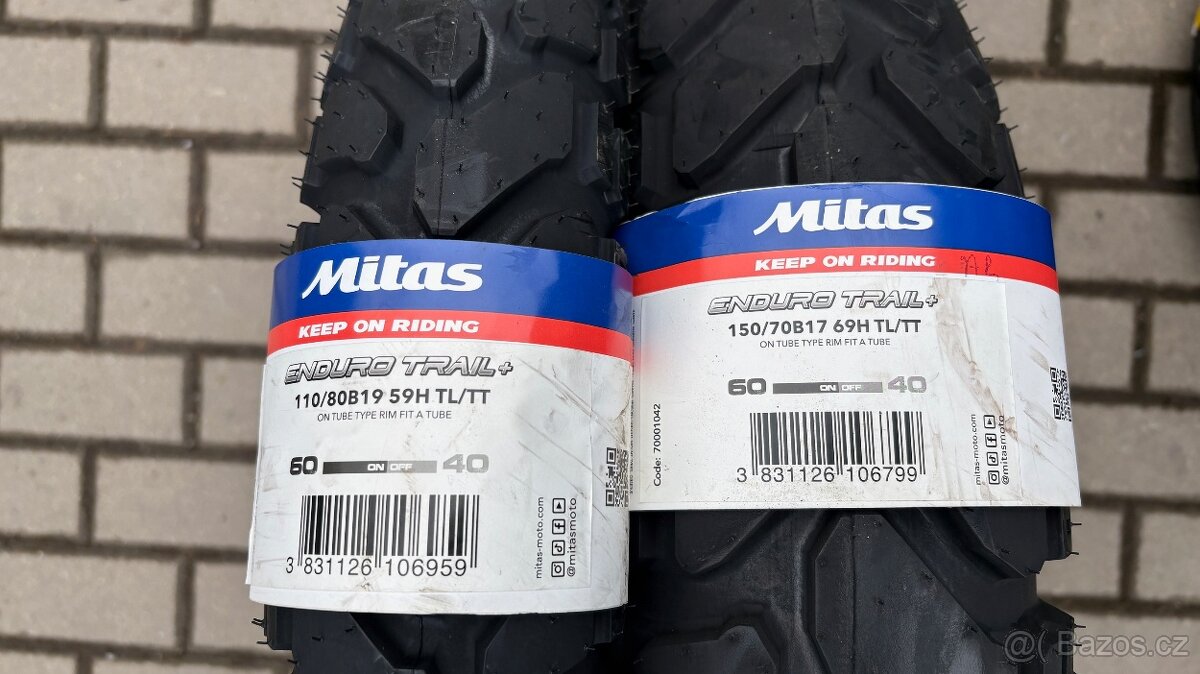 Mitas
KEEP ON RIDING
ENDURO TRAIL+
110/80B19 59H TL/TT
ON TUBE TYPE RIM FIT A TUBE
60 ON OFF 40
3 831126 106959
mitas-moto.com
@mitasmoto
Mitas
KEEP ON RIDING
ENDURO TRAIL+
150/70B17 69H TL/TT
ON TUBE TYPE RIM FIT A TUBE
60 ON OFF 40
Code: 70001042
3 831126 106799
mitas-moto.com
@mitasmoto
@( Bazos.cz